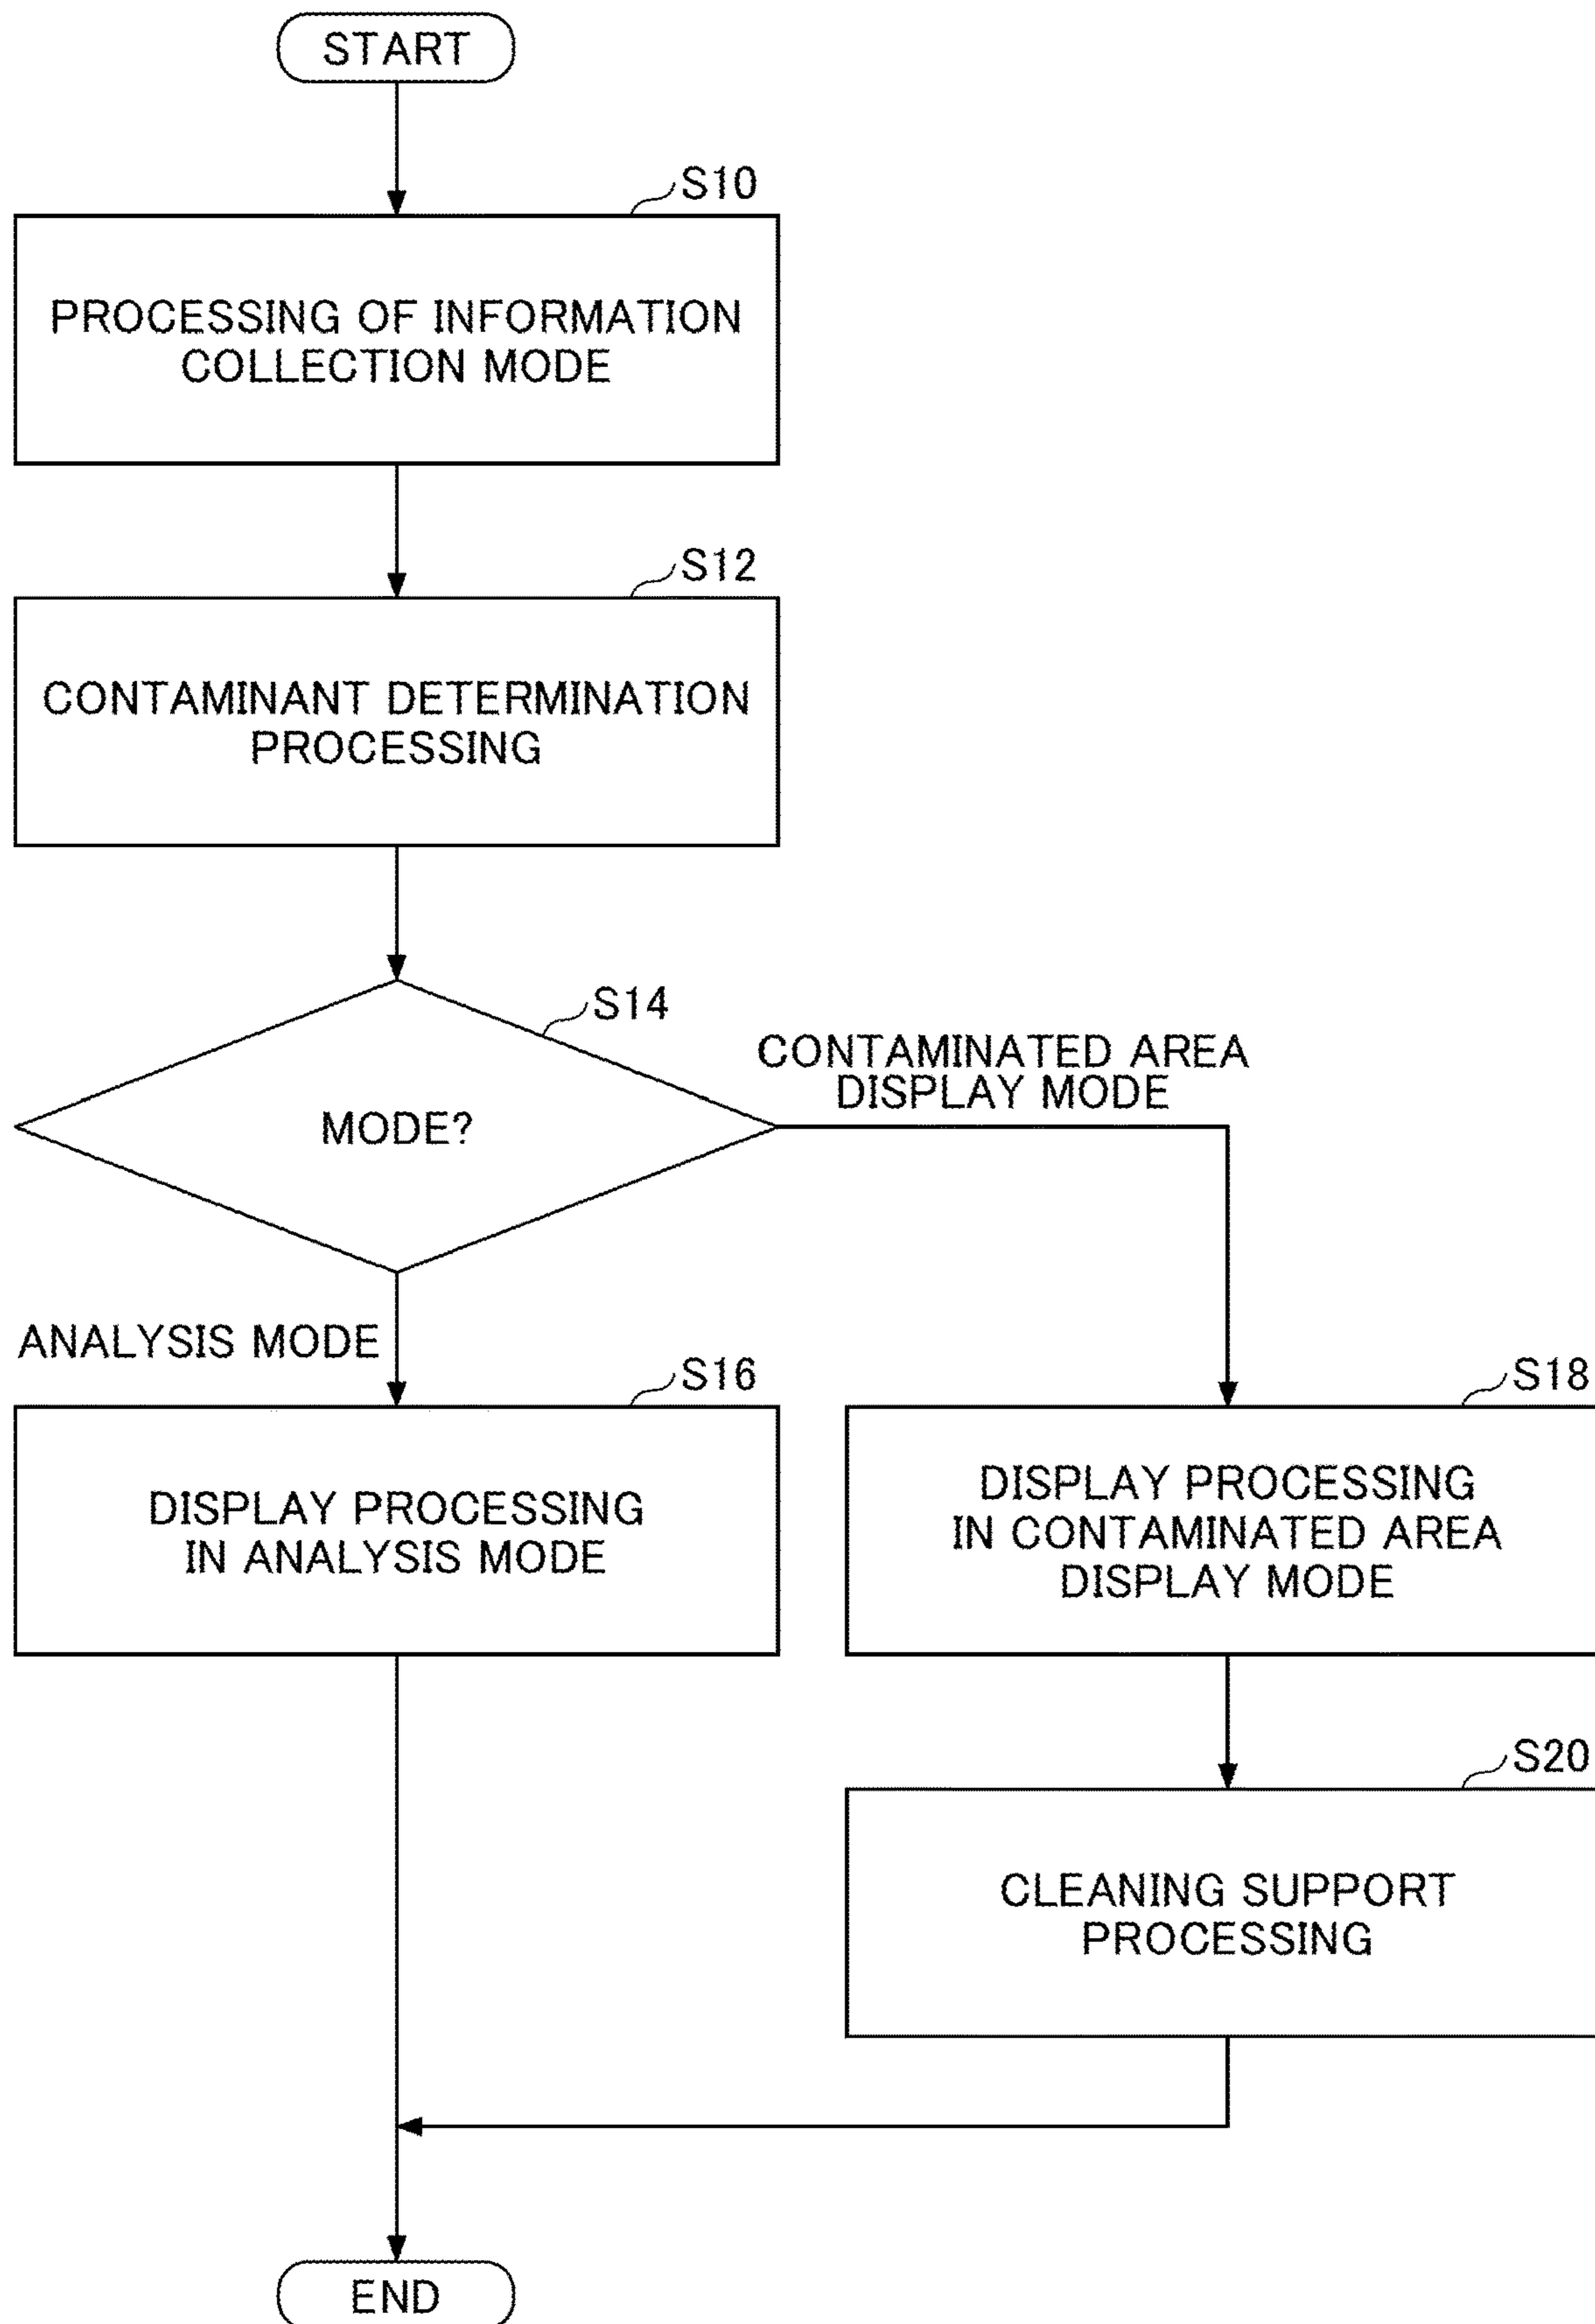 START
S10
PROCESSING OF INFORMATION
COLLECTION MODE
S12
CONTAMINANT DETERMINATION
PROCESSING
S14
MODE?
CONTAMINATED AREA
DISPLAY MODE
ANALYSIS MODE
S16
DISPLAY PROCESSING
IN ANALYSIS MODE
S18
DISPLAY PROCESSING
IN CONTAMINATED AREA
DISPLAY MODE
S20
CLEANING SUPPORT
PROCESSING
END